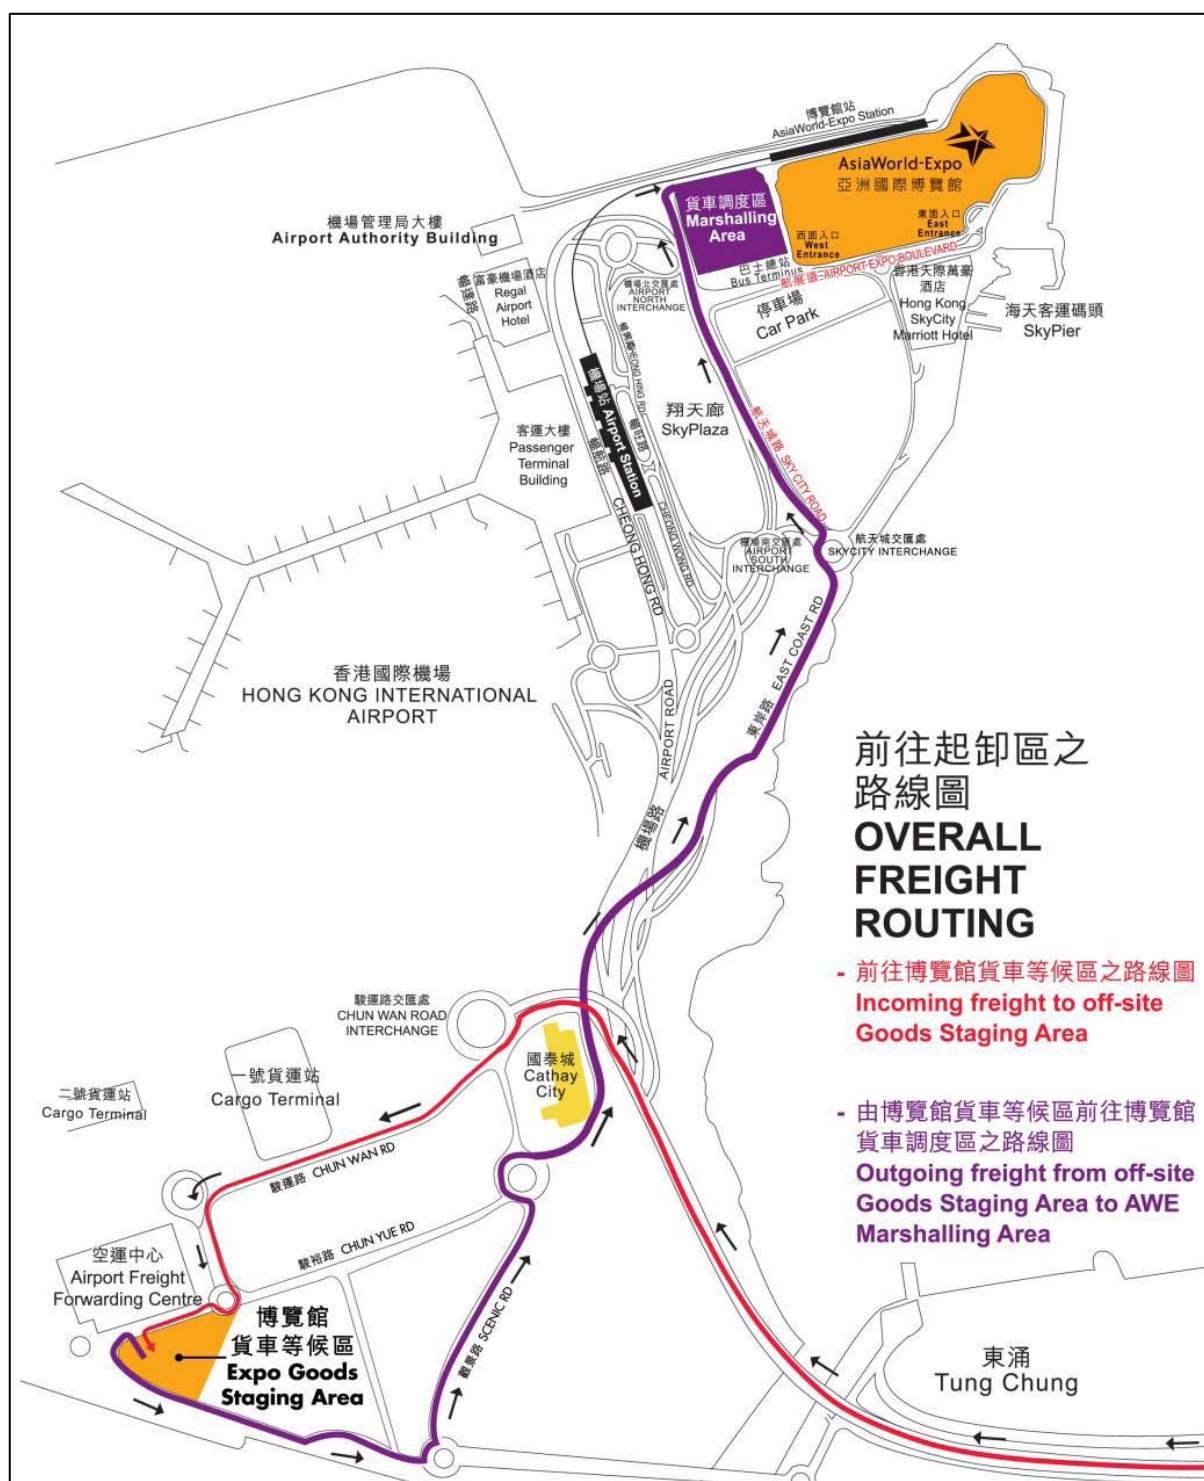 博覽館站
AsiaWorld-Expo Station
AsiaWorld-Expo
亞洲國際博覽館
貨車調度區
Marshalling
Area
東面入口
East
Entrance
西面入口
West
Entrance
機場管理局大樓
Airport Authority Building
巴士總站
Bus Terminus
航展道 AIRPORT EXPO BOULEVARD
暢達路
富豪機場酒店
Regal
Airport
Hotel
機場北交匯處
AIRPORT
NORTH
INTERCHANGE
停車場
Car Park
香港天際萬豪
酒店
Hong Kong
SkyCity
Marriott Hotel
海天客運碼頭
SkyPier
CHEONG HING RD
機場站 Airport Station
暢旺路
翔天廊
SkyPlaza
航天城路 SKY CITY ROAD
客運大樓
Passenger
Terminal
Building
暢航路
CHEONG HONG RD
CHEONG WONG RD
機場南交匯處
AIRPORT
SOUTH
INTERCHANGE
航天城交匯處
SKYCITY INTERCHANGE
香港國際機場
HONG KONG INTERNATIONAL
AIRPORT
AIRPORT ROAD
機場路
東岸路 EAST COAST RD
前往起卸區之
路線圖
OVERALL
FREIGHT
ROUTING
- 前往博覽館貨車等候區之路線圖
Incoming freight to off-site
Goods Staging Area
- 由博覽館貨車等候區前往博覽館
貨車調度區之路線圖
Outgoing freight from off-site
Goods Staging Area to AWE
Marshalling Area
駿運路交匯處
CHUN WAN ROAD
INTERCHANGE
國泰城
Cathay
City
一號貨運站
Cargo Terminal
二號貨運站
Cargo Terminal
駿運路 CHUN WAN RD
駿裕路 CHUN YUE RD
空運中心
Airport Freight
Forwarding Centre
博覽館
貨車等候區
Expo Goods
Staging Area
觀景路 SCENIC RD
東涌
Tung Chung